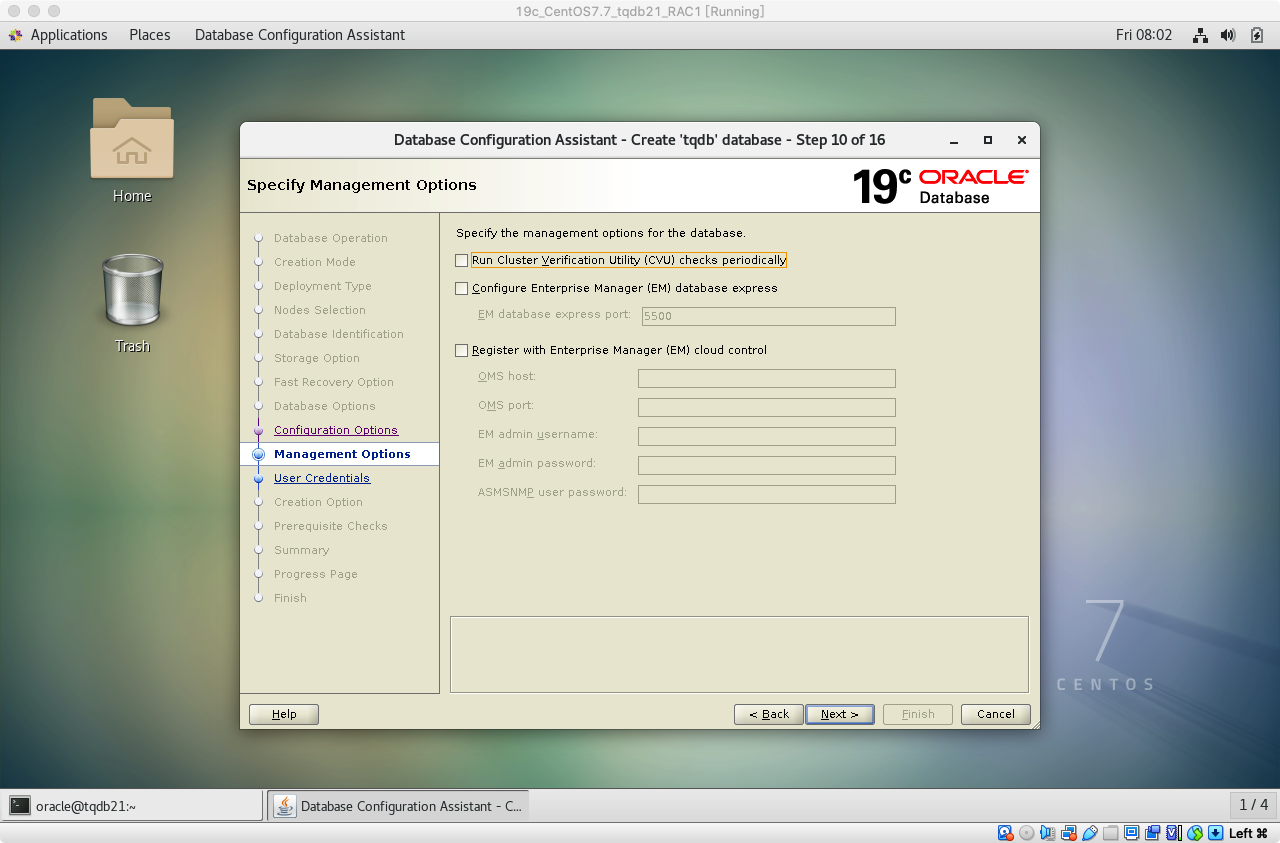 19c_CentOS7.7_tqdb21_RAC1 [Running]
Applications Places Database Configuration Assistant Fri 08:02
Home
Trash
Database Configuration Assistant - Create 'tqdb' database - Step 10 of 16
Specify Management Options
19c ORACLE Database
Database Operation
Creation Mode
Deployment Type
Nodes Selection
Database Identification
Storage Option
Fast Recovery Option
Database Options
Configuration Options
Management Options
User Credentials
Creation Option
Prerequisite Checks
Summary
Progress Page
Finish
Specify the management options for the database.
Run Cluster Verification Utility (CVU) checks periodically
Configure Enterprise Manager (EM) database express
EM database express port: 5500
Register with Enterprise Manager (EM) cloud control
OMS host:
OMS port:
EM admin username:
EM admin password:
ASMSNMP user password:
Help < Back Next > Finish Cancel
7
CENTOS
oracle@tqdb21:~ Database Configuration Assistant - C... 1 / 4
Left ⌘